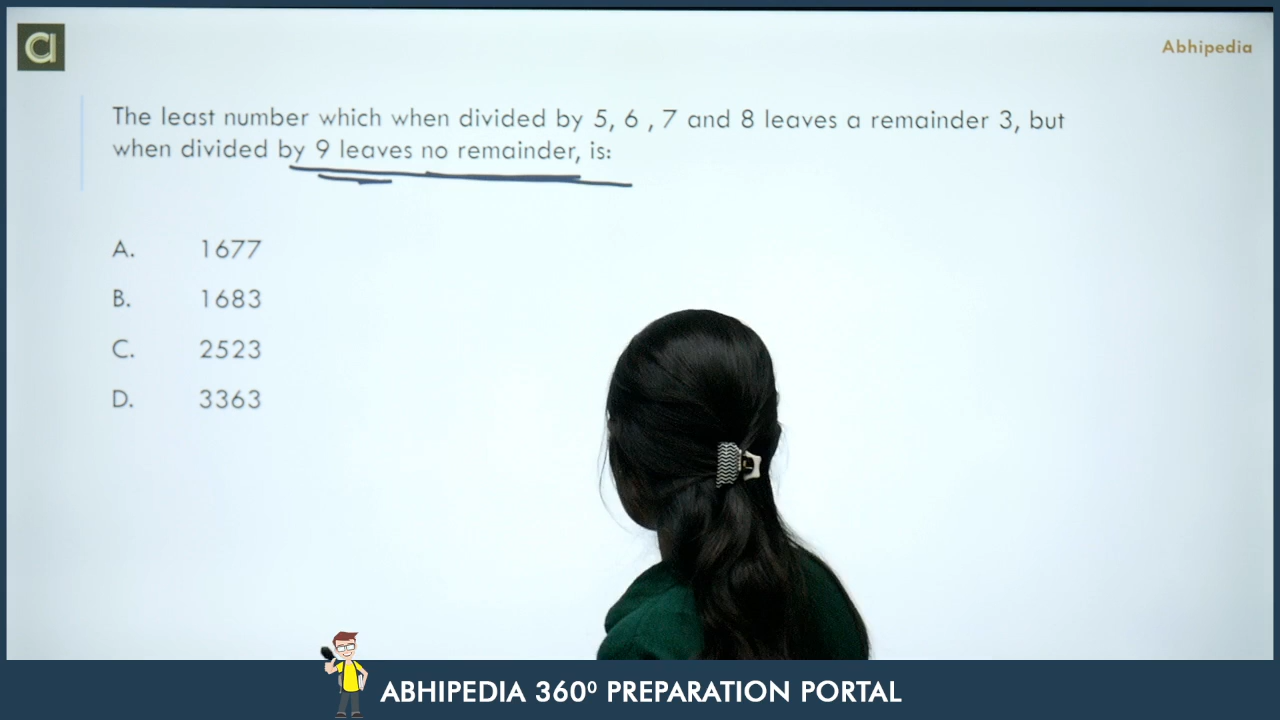 Abhipedia
The least number which when divided by 5, 6 , 7 and 8 leaves a remainder 3, but
when divided by 9 leaves no remainder, is:
A. 1677
B. 1683
C. 2523
D. 3363
ABHIPEDIA 360⁰ PREPARATION PORTAL